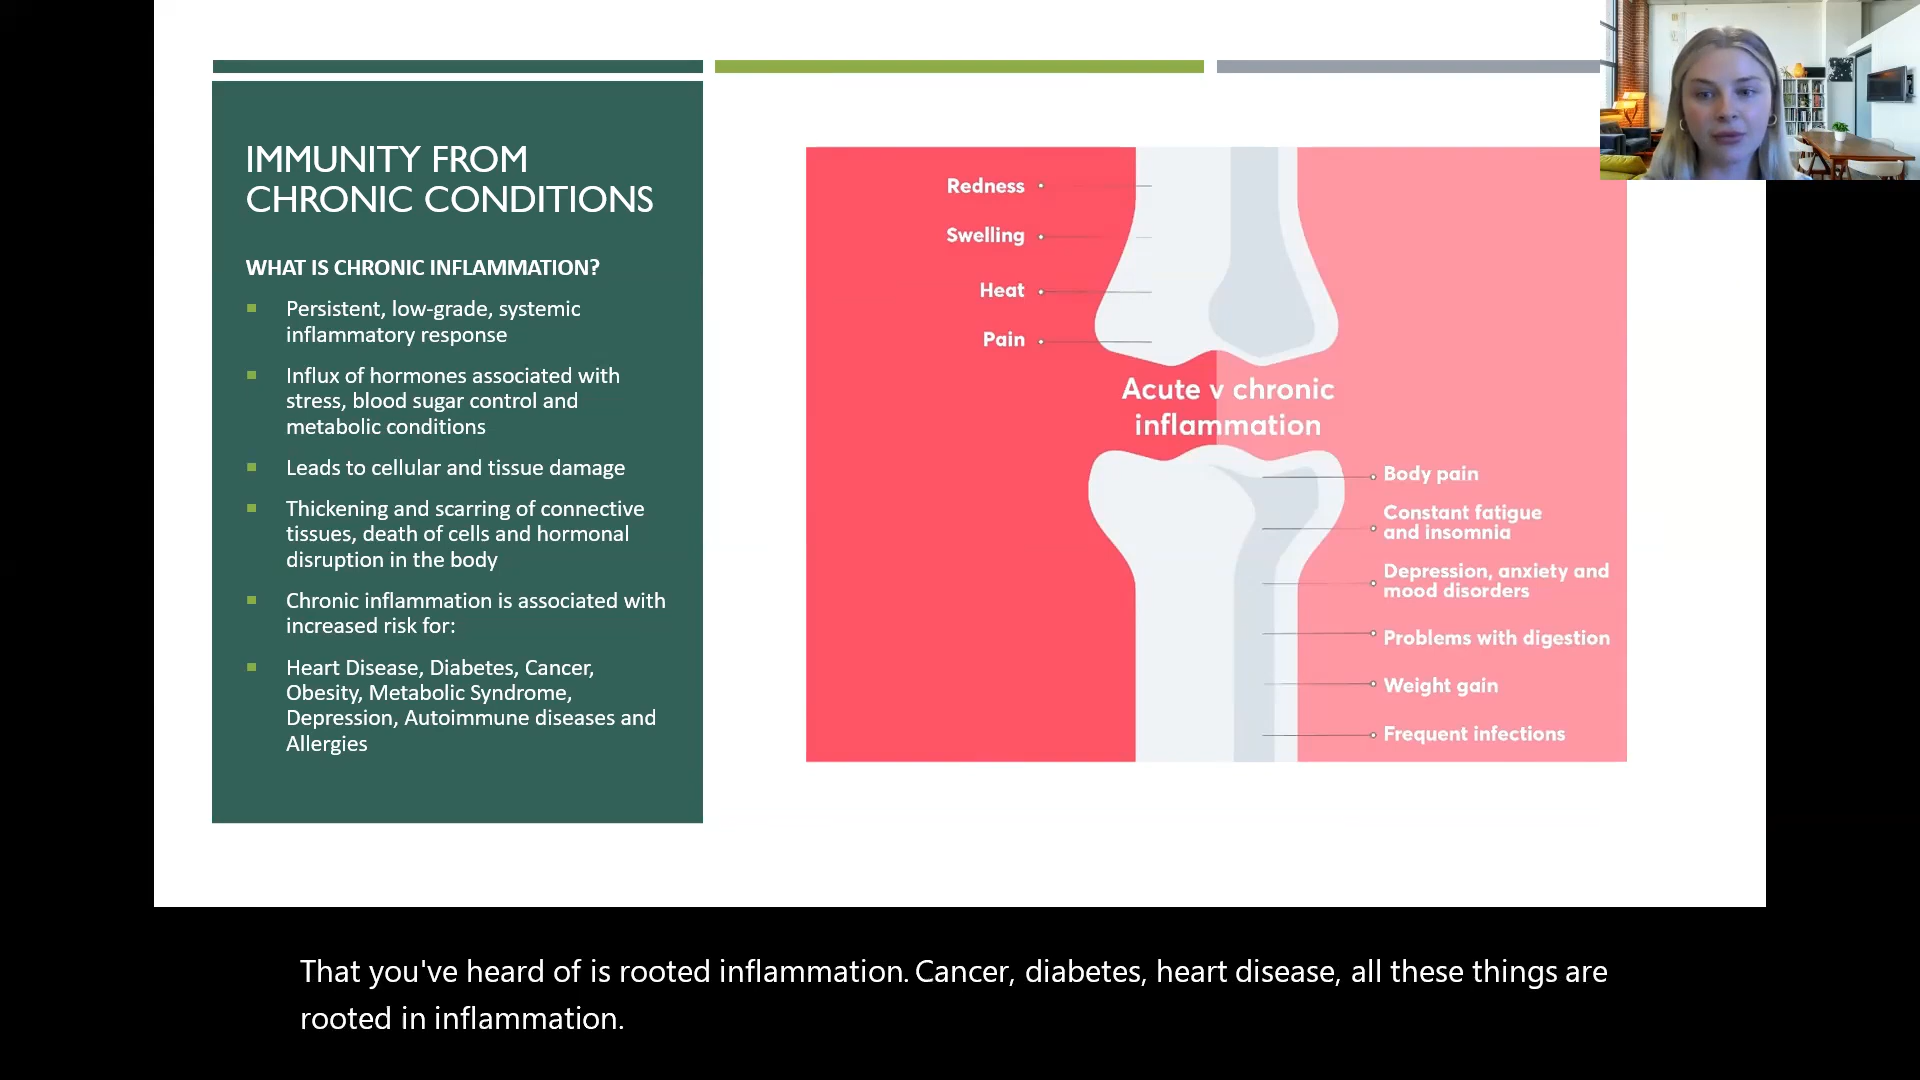 IMMUNITY FROM
CHRONIC CONDITIONS
WHAT IS CHRONIC INFLAMMATION?
Persistent, low-grade, systemic
inflammatory response
Influx of hormones associated with
stress, blood sugar control and
metabolic conditions
Leads to cellular and tissue damage
Thickening and scarring of connective
tissues, death of cells and hormonal
disruption in the body
Chronic inflammation is associated with
increased risk for:
Heart Disease, Diabetes, Cancer,
Obesity, Metabolic Syndrome,
Depression, Autoimmune diseases and
Allergies
Redness
Swelling
Heat
Pain
Acute v chronic
inflammation
Body pain
Constant fatigue
and insomnia
Depression, anxiety and
mood disorders
Problems with digestion
Weight gain
Frequent infections
That you've heard of is rooted inflammation. Cancer, diabetes, heart disease, all these things are
rooted in inflammation.